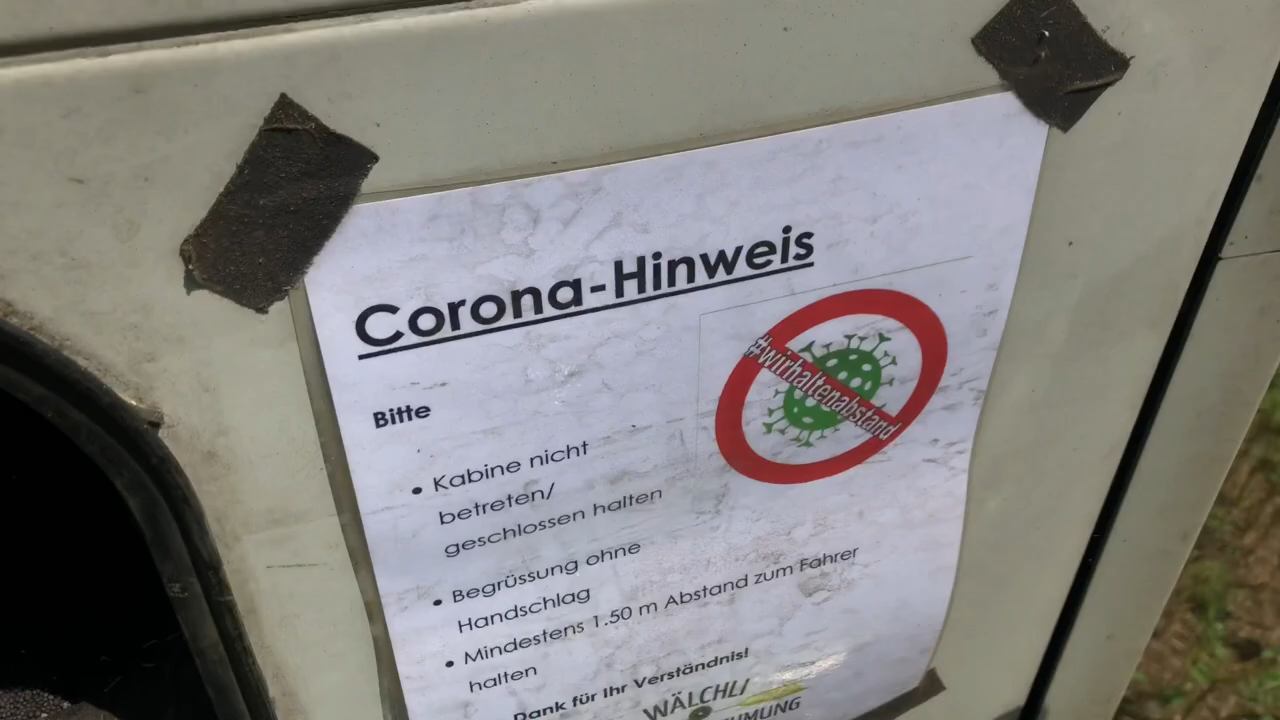 Corona-Hinweis
#wirhaltenabstand
Bitte
• Kabine nicht
betreten/
geschlossen halten
• Begrüssung ohne
Handschlag
• Mindestens 1.50 m Abstand zum Fahrer
halten
Dank für Ihr Verständnis!
WÄLCHLI